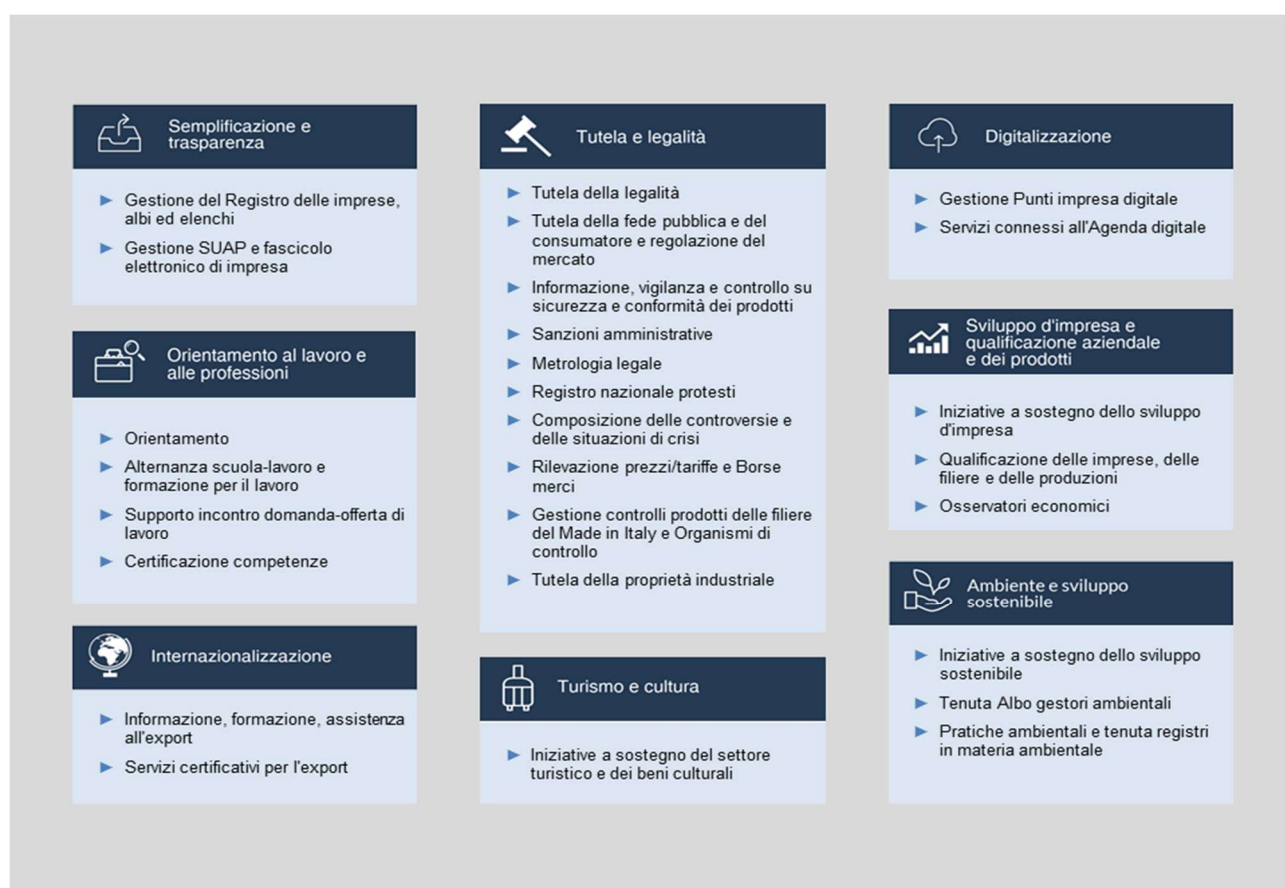 Semplificazione e
trasparenza
Gestione del Registro delle imprese,
albi ed elenchi
Gestione SUAP e fascicolo
elettronico di impresa
Orientamento al lavoro e
alle professioni
Orientamento
Alternanza scuola-lavoro e
formazione per il lavoro
Supporto incontro domanda-offerta di
lavoro
Certificazione competenze
Internazionalizzazione
Informazione, formazione, assistenza
all'export
Servizi certificativi per l'export
Tutela e legalità
Tutela della legalità
Tutela della fede pubblica e del
consumatore e regolazione del
mercato
Informazione, vigilanza e controllo su
sicurezza e conformità dei prodotti
Sanzioni amministrative
Metrologia legale
Registro nazionale protesti
Composizione delle controversie e
delle situazioni di crisi
Rilevazione prezzi/tariffe e Borse
merci
Gestione controlli prodotti delle filiere
del Made in Italy e Organismi di
controllo
Tutela della proprietà industriale
Turismo e cultura
Iniziative a sostegno del settore
turistico e dei beni culturali
Digitalizzazione
Gestione Punti impresa digitale
Servizi connessi all'Agenda digitale
Sviluppo d'impresa e
qualificazione aziendale
e dei prodotti
Iniziative a sostegno dello sviluppo
d'impresa
Qualificazione delle imprese, delle
filiere e delle produzioni
Osservatori economici
Ambiente e sviluppo
sostenibile
Iniziative a sostegno dello sviluppo
sostenibile
Tenuta Albo gestori ambientali
Pratiche ambientali e tenuta registri
in materia ambientale